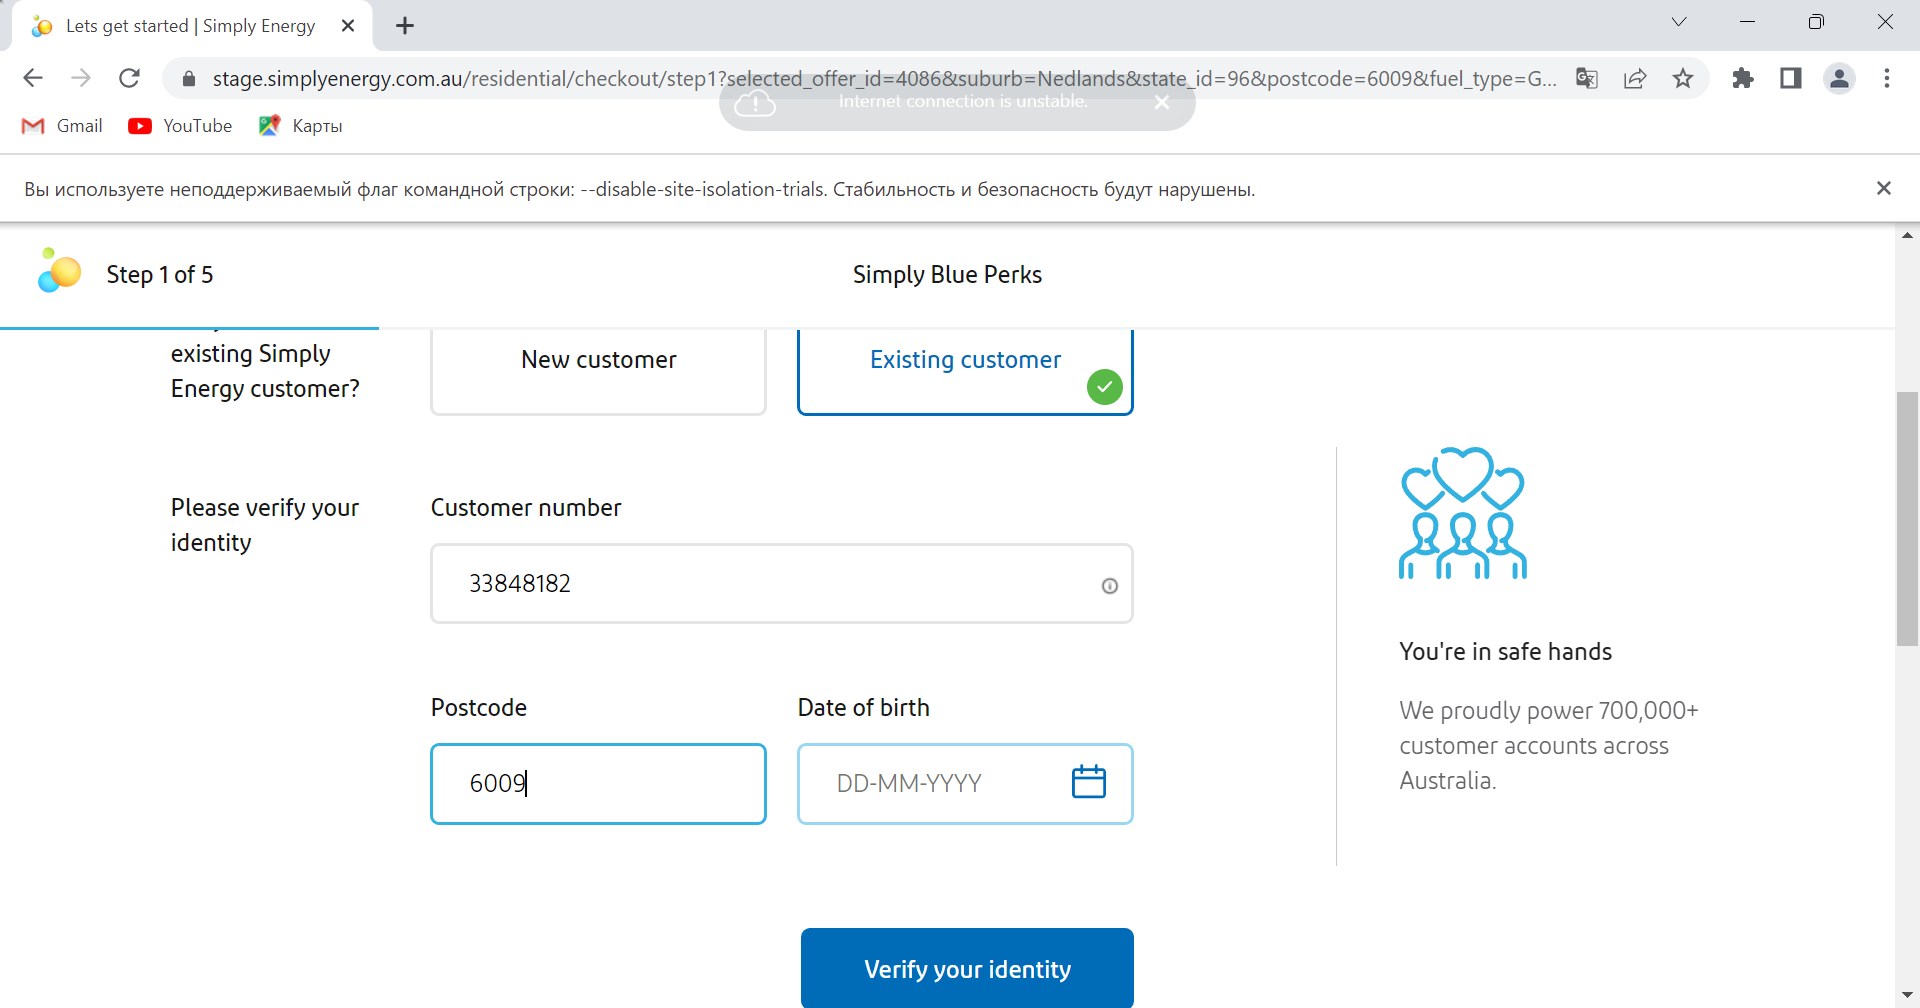 Lets get started | Simply Energy
stage.simplyenergy.com.au/residential/checkout/step1?selected_offer_id=4086&suburb=Nedlands&state_id=96&postcode=6009&fuel_type=G...
Internet connection is unstable.
Gmail
YouTube
Карты
Вы используете неподдерживаемый флаг командной строки: --disable-site-isolation-trials. Стабильность и безопасность будут нарушены.
Step 1 of 5
Simply Blue Perks
existing Simply
Energy customer?
New customer
Existing customer
Please verify your
identity
Customer number
33848182
Postcode
Date of birth
6009
DD-MM-YYYY
Verify your identity
You're in safe hands
We proudly power 700,000+
customer accounts across
Australia.